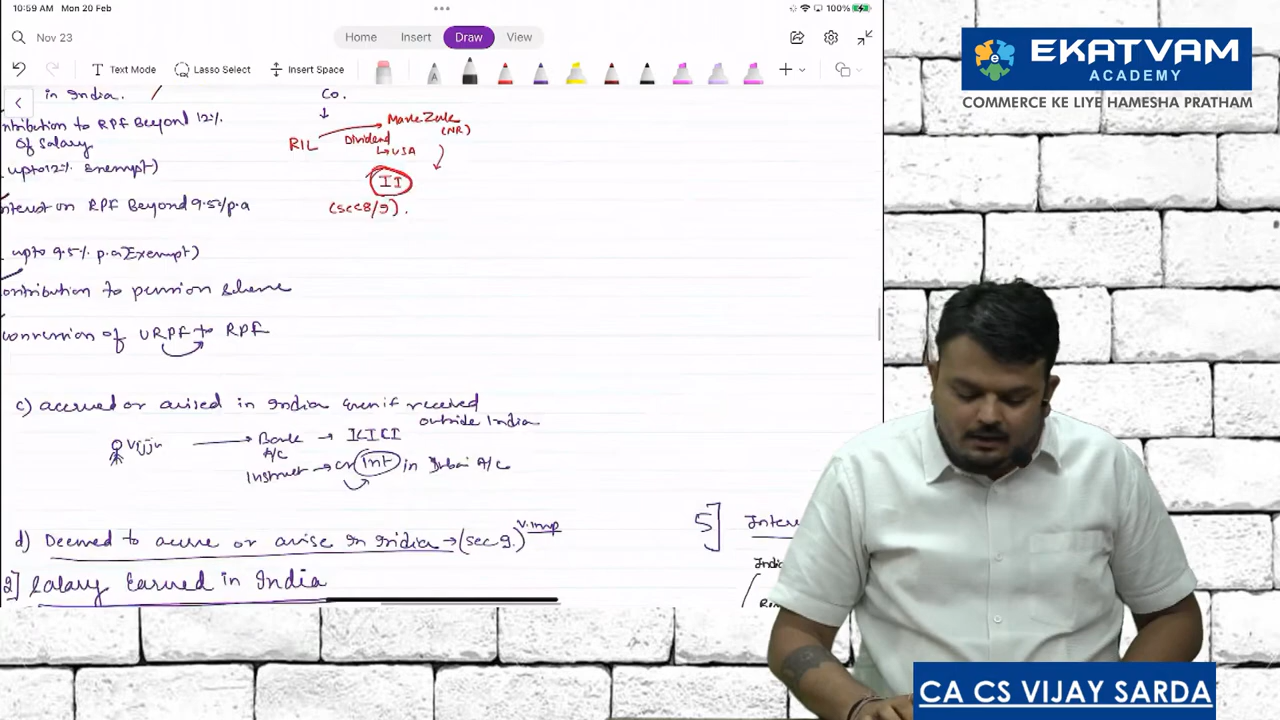 10:59 AM Mon 20 Feb
100%
Nov 23
Home Insert Draw View
Text Mode Lasso Select Insert Space
in India.
ntribution to RPF Beyond 12%
Of Salary
upto 12% Exempt)
nterest on RPF Beyond 9.5% p.a
upto 9.5% p.a Exempt)
ontribution to pension scheme
conversion of URPF to RPF
Co.
RIL
Dividend
USA
(NR)
II
(sec 8/9).
c) accrued or arised in India Even if received
outside India
Vijju
Bank → ICICI
A/C
Instruct → cr Int in Dubai A/C
d) Deemed to accrue or arise in India → (sec 9.) V.imp
2] Salary Earned in India
5]
India
EKATVAM
ACADEMY
COMMERCE KE LIYE HAMESHA PRATHAM
CA CS VIJAY SARDA